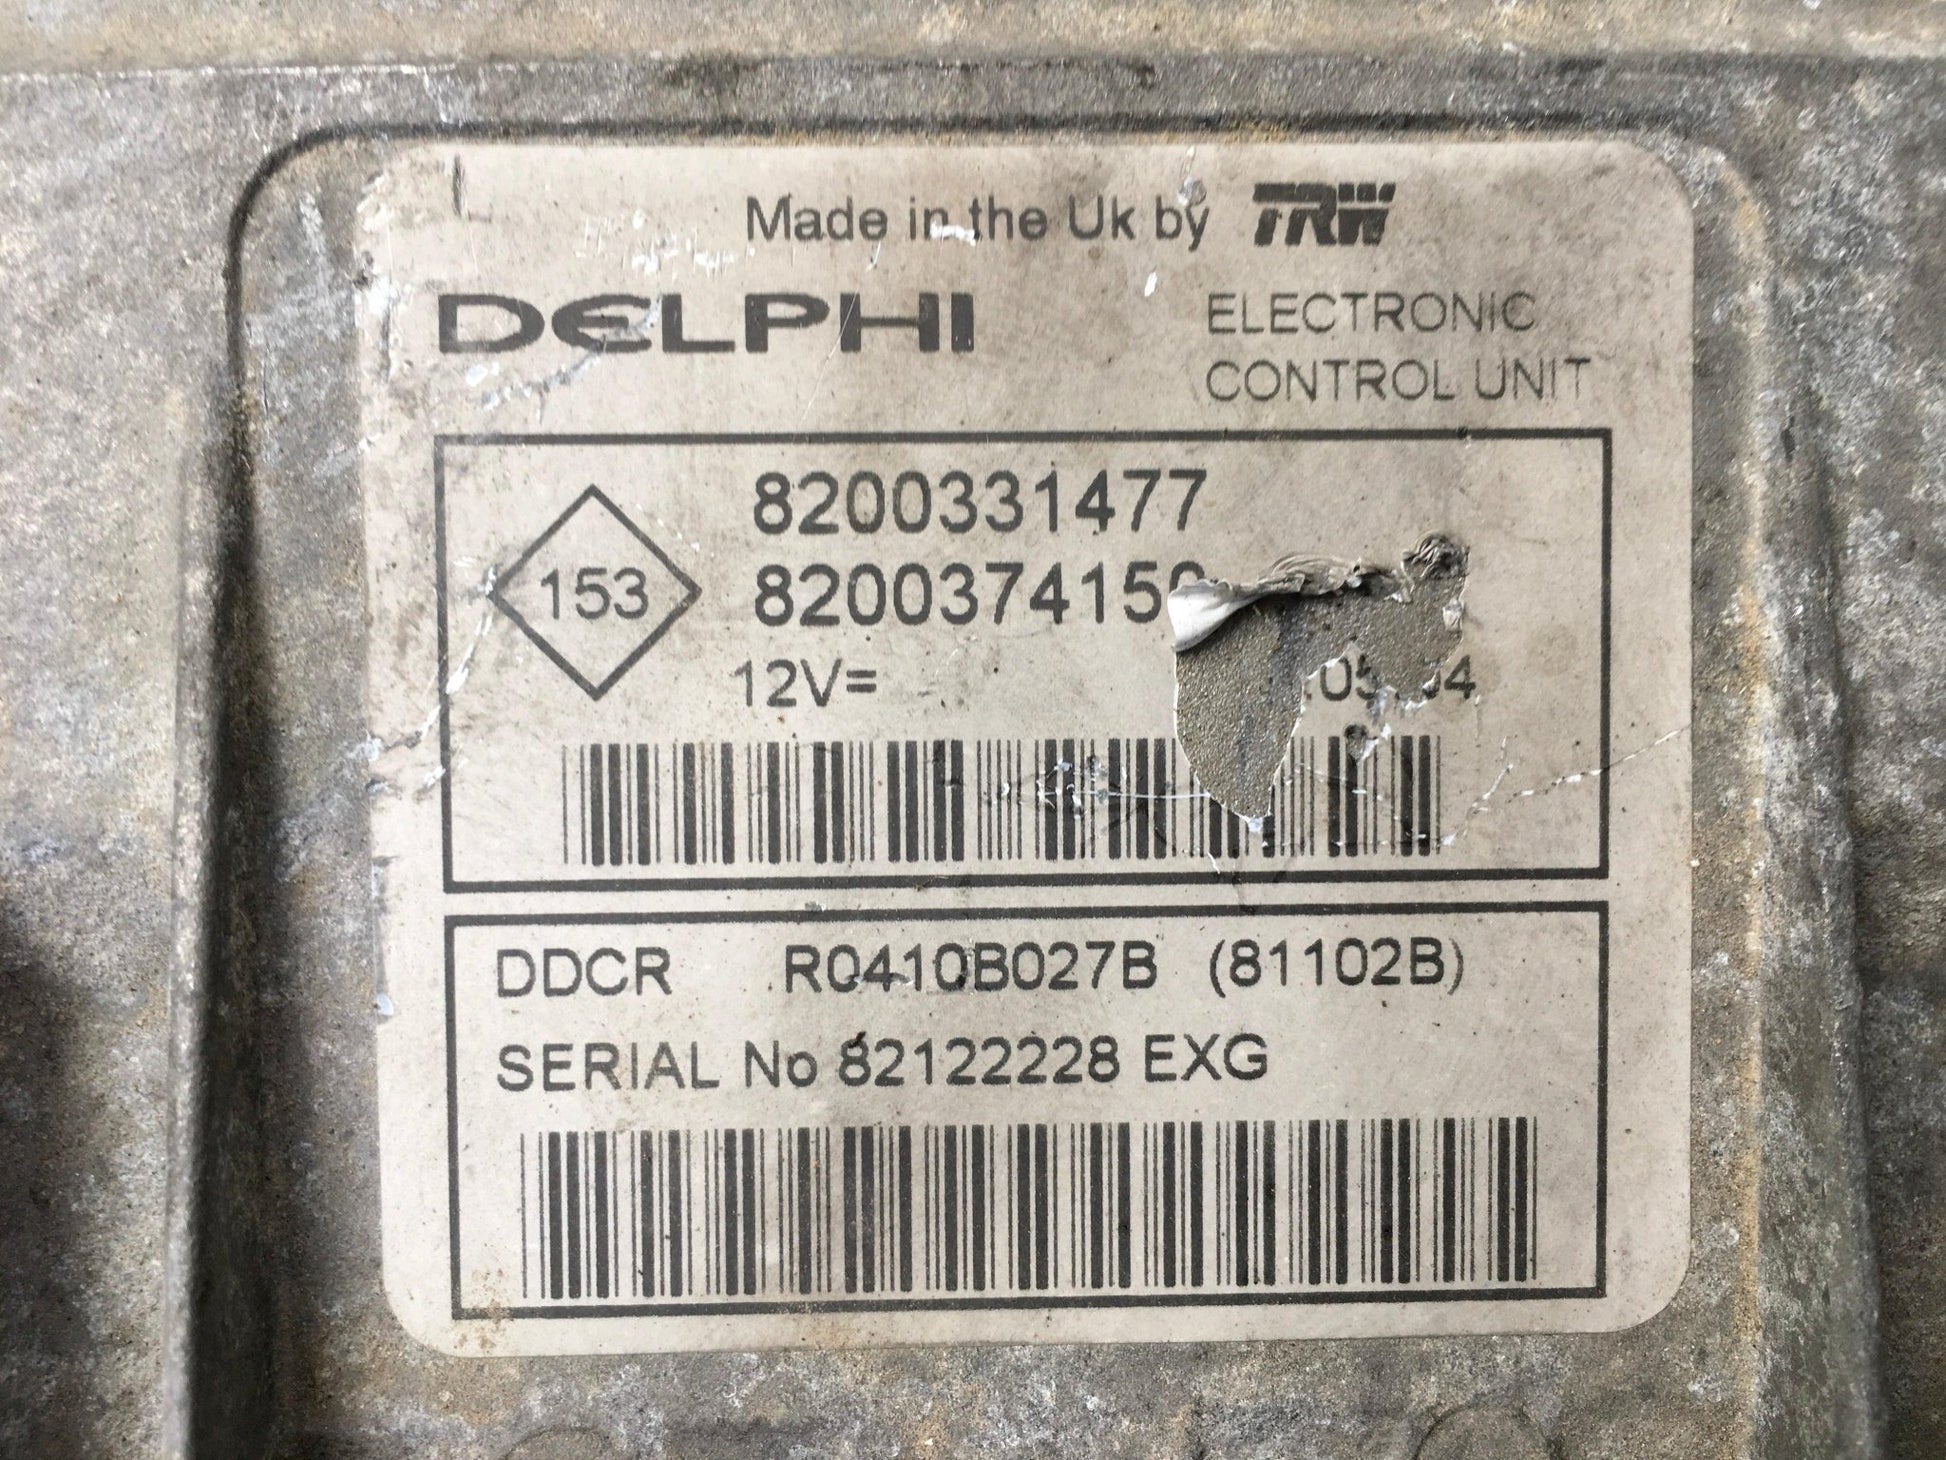 Made in the Uk by TRW
DELPHI
ELECTRONIC
CONTROL UNIT
8200331477
153
12V=
DDCR R0410B027B (81102B)
SERIAL No 82122228 EXG